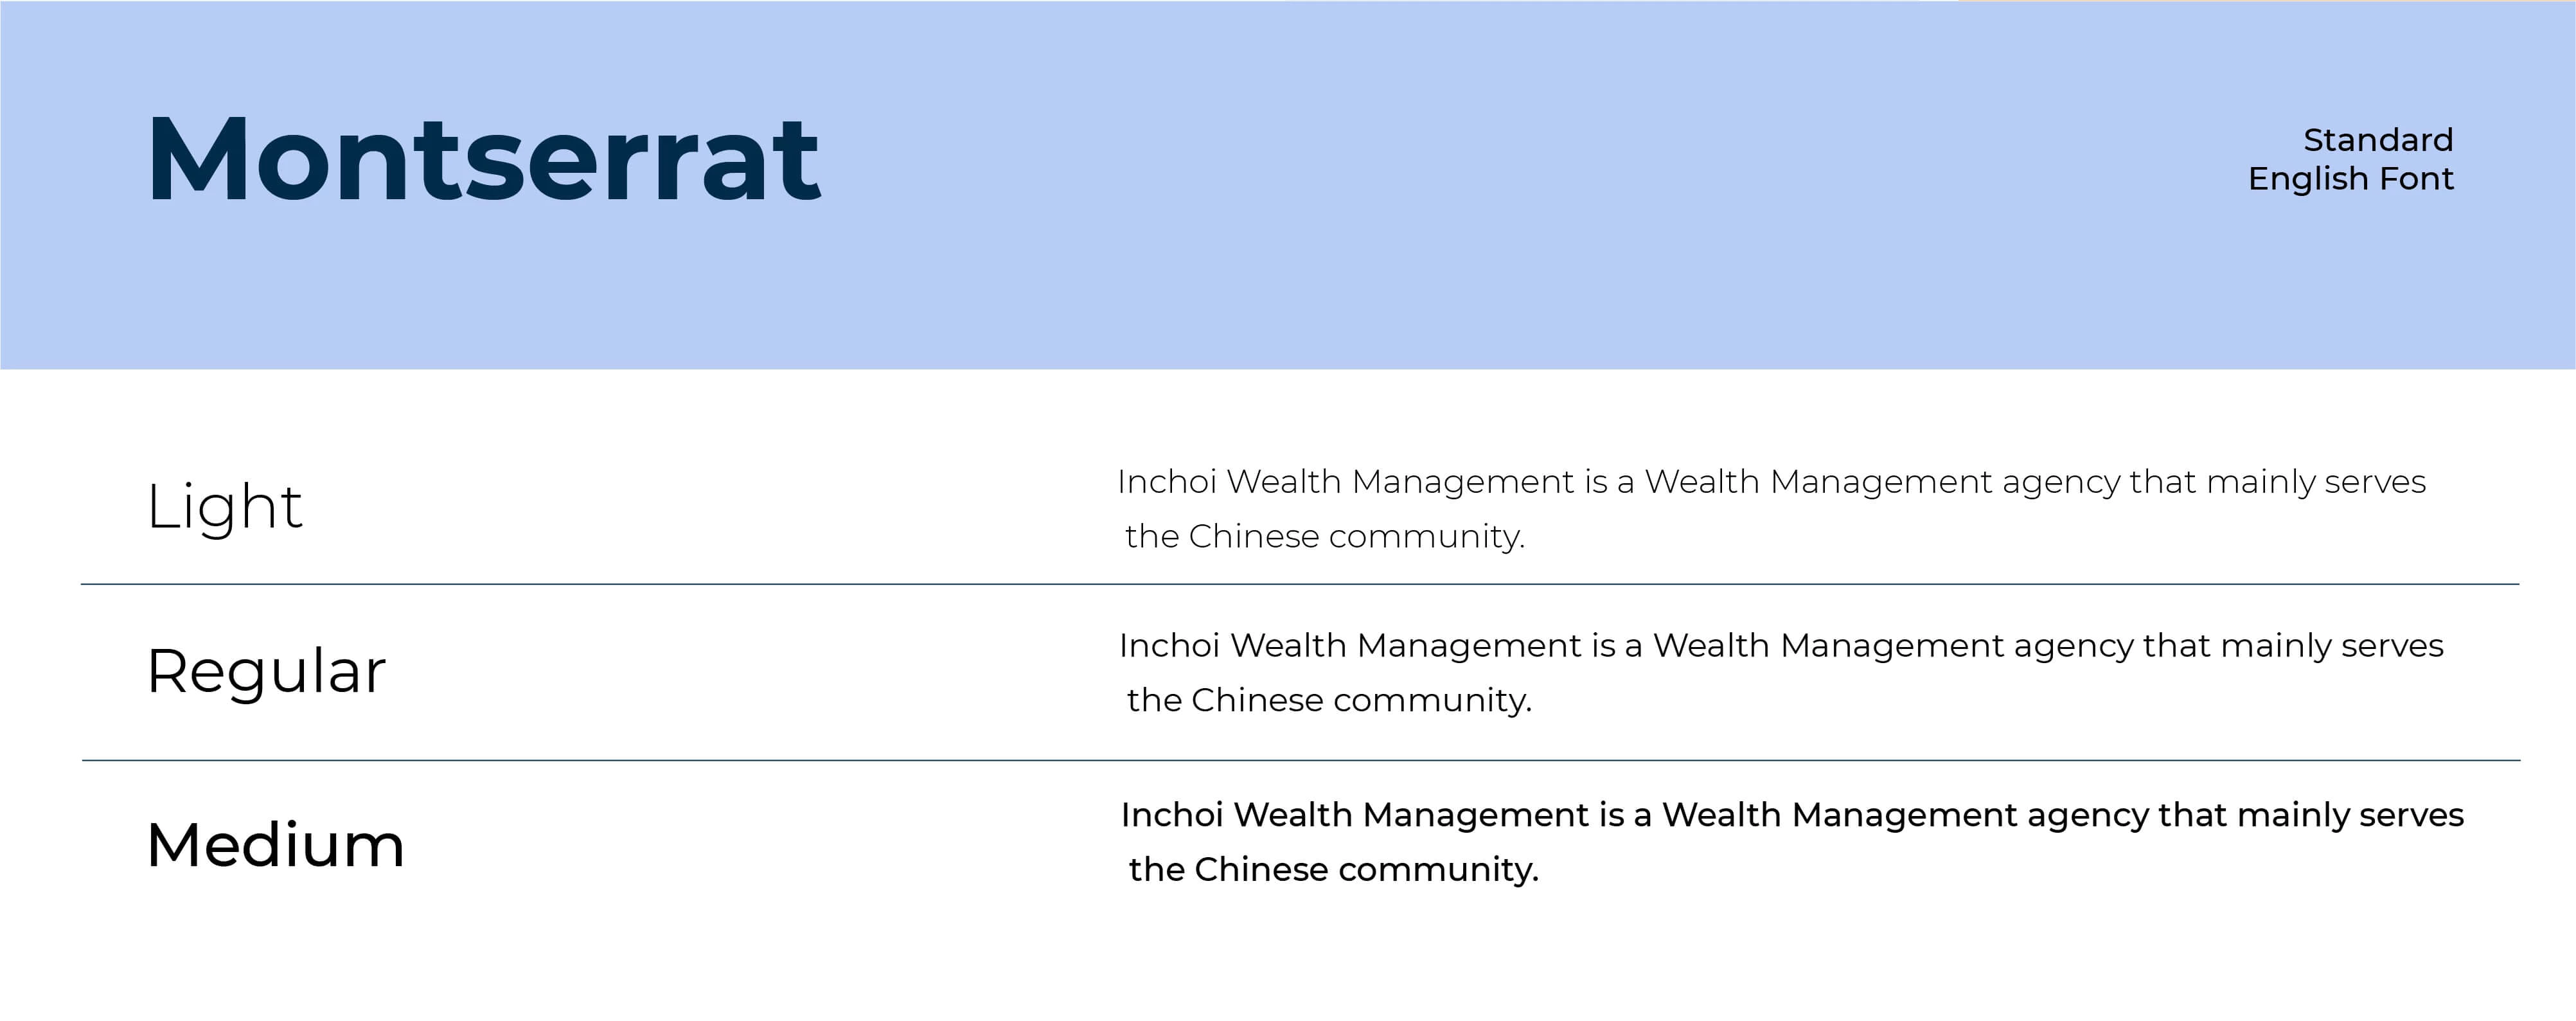 Montserrat
Standard
English Font
Light
Inchoi Wealth Management is a Wealth Management agency that mainly serves
the Chinese community.
Regular
Inchoi Wealth Management is a Wealth Management agency that mainly serves
the Chinese community.
Medium
Inchoi Wealth Management is a Wealth Management agency that mainly serves
the Chinese community.